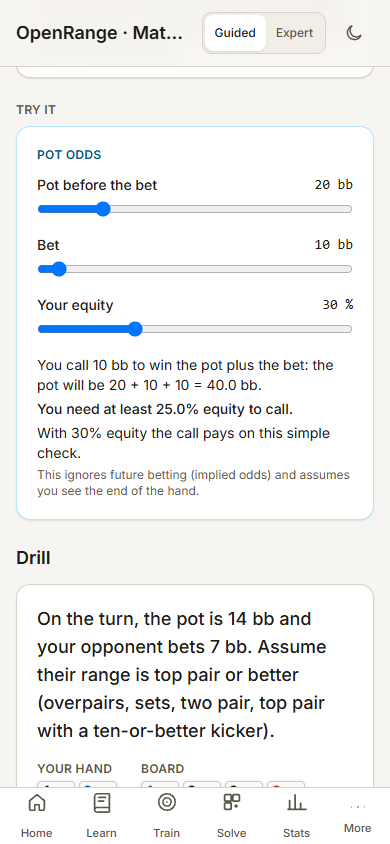 OpenRange · Mat...
Guided
Expert
TRY IT
POT ODDS
Pot before the bet
20 bb
Bet
10 bb
Your equity
30 %
You call 10 bb to win the pot plus the bet: the
pot will be 20 + 10 + 10 = 40.0 bb.
You need at least 25.0% equity to call.
With 30% equity the call pays on this simple
check.
This ignores future betting (implied odds) and assumes
you see the end of the hand.
Drill
On the turn, the pot is 14 bb and
your opponent bets 7 bb. Assume
their range is top pair or better
(overpairs, sets, two pair, top pair
with a ten-or-better kicker).
YOUR HAND
BOARD
Home
Learn
Train
Solve
Stats
More